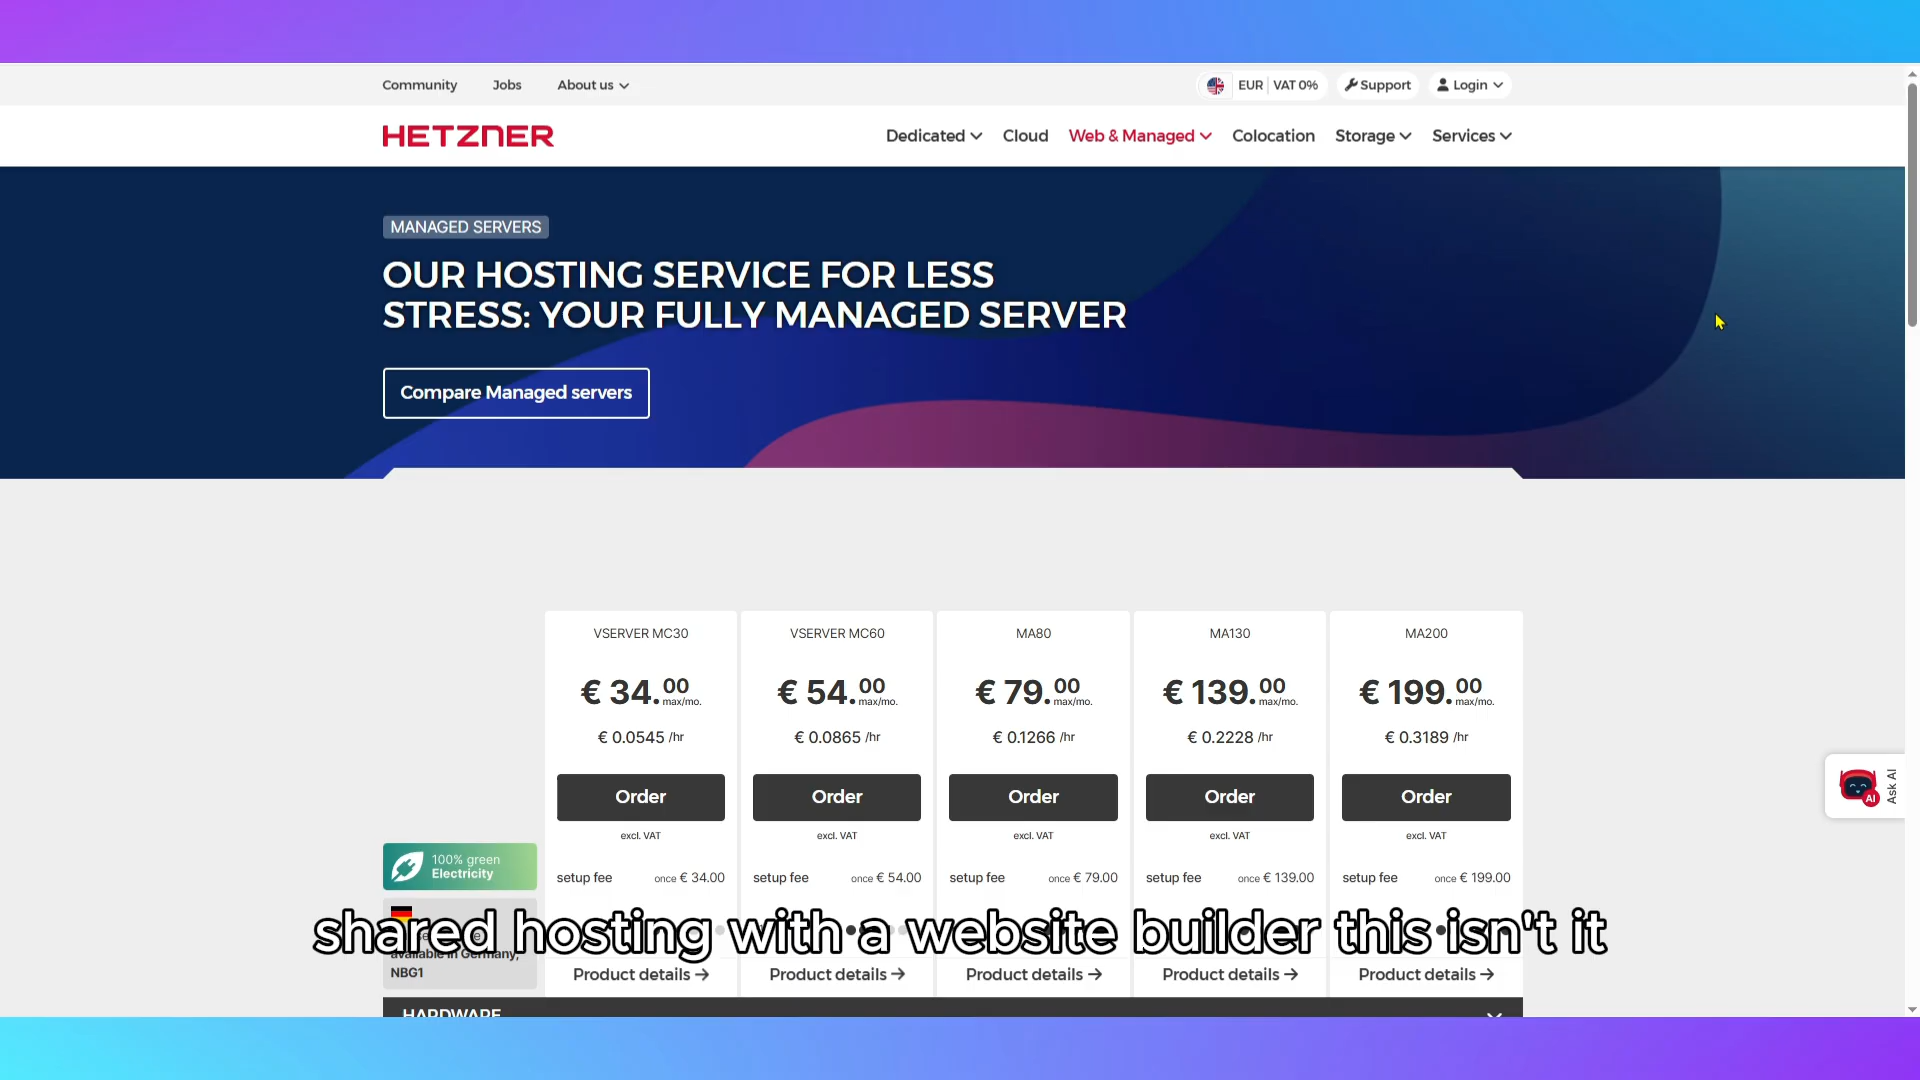 Community Jobs About us
EUR VAT 0% Support Login
HETZNER
Dedicated Cloud Web & Managed Colocation Storage Services
MANAGED SERVERS
OUR HOSTING SERVICE FOR LESS
STRESS: YOUR FULLY MANAGED SERVER
Compare Managed servers
VSERVER MC30 VSERVER MC60 MA80 MA130 MA200
€ 34.00 max/mo. € 54.00 max/mo. € 79.00 max/mo. € 139.00 max/mo. € 199.00 max/mo.
€ 0.0545 /hr € 0.0865 /hr € 0.1266 /hr € 0.2228 /hr € 0.3189 /hr
Order Order Order Order Order
excl. VAT excl. VAT excl. VAT excl. VAT excl. VAT
Ask AI
AI
100% green
Electricity
setup fee once € 34.00 setup fee once € 54.00 setup fee once € 79.00 setup fee once € 139.00 setup fee once € 199.00
shared hosting with a website builder this isn't it
available in Germany,
NBG1
Product details Product details Product details Product details Product details
HARDWARE